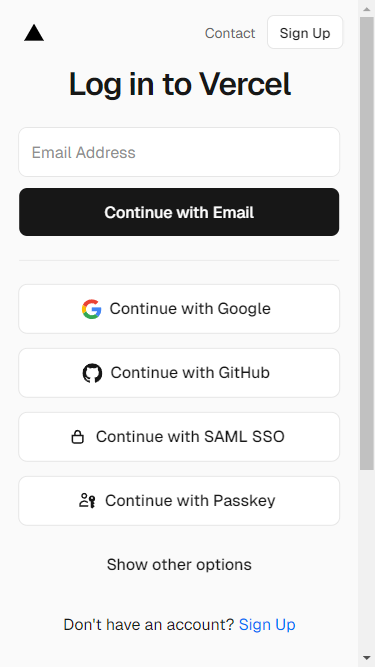 Contact Sign Up
Log in to Vercel
Email Address
Continue with Email
Continue with Google
Continue with GitHub
Continue with SAML SSO
Continue with Passkey
Show other options
Don't have an account? Sign Up